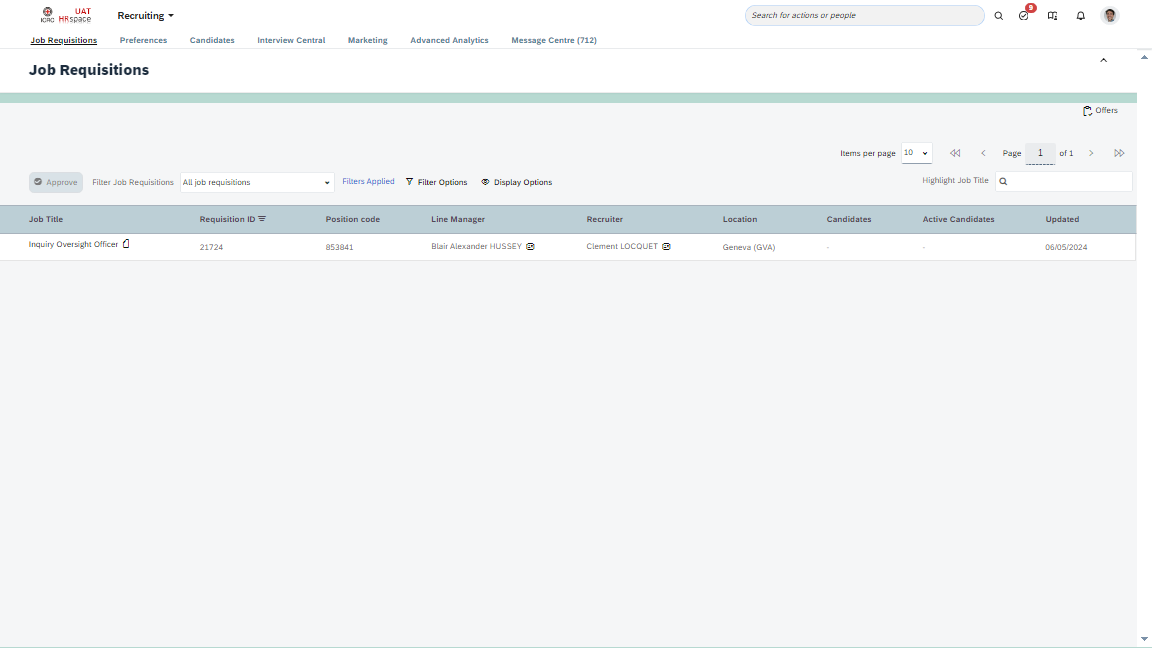 ICRC UAT HRspace Recruiting Search for actions or people 9
Job Requisitions Preferences Candidates Interview Central Marketing Advanced Analytics Message Centre (712)
Job Requisitions
Offers
Items per page 10 Page 1 of 1
Approve Filter Job Requisitions All job requisitions Filters Applied Filter Options Display Options Highlight Job Title
Job Title Requisition ID Position code Line Manager Recruiter Location Candidates Active Candidates Updated
Inquiry Oversight Officer 21724 853841 Blair Alexander HUSSEY Clement LOCQUET Geneva (GVA) - - 06/05/2024